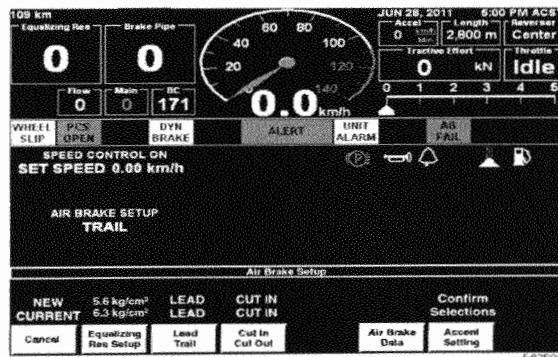 109 km
JUN 28, 2011 5:00 PM ACST
Equalizing Res
Brake Pipe
0
0
Flow
0
Main
0
BC
171
20
40
60
80
100
120
140
0.0 km/h
Accel
0 km/h Min
Length
2,800 m
Reverser
Center
Tractive Effort
0 kN
Throttle
Idle
0 1 2 3 4 5
WHEEL SLIP
PCS OPEN
DYN BRAKE
ALERT
UNIT ALARM
AB FAIL
SPEED CONTROL ON
SET SPEED 0.00 km/h
AIR BRAKE SETUP
TRAIL
Air Brake Setup
NEW 5.6 kg/cm² LEAD CUT IN
CURRENT 6.3 kg/cm² LEAD CUT IN
Confirm
Selections
Cancel
Equalizing Res Setup
Lead Trail
Cut In Cut Out
Air Brake Data
Accent Setting